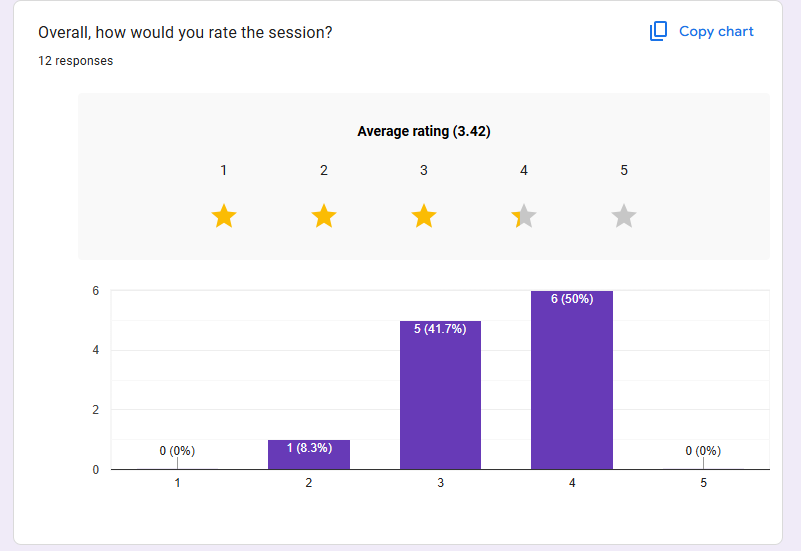 Overall, how would you rate the session?
Copy chart
12 responses
Average rating (3.42)
1 2 3 4 5
6
6 (50%)
5 (41.7%)
4
2
1 (8.3%)
0 (0%)
0 (0%)
0
1 2 3 4 5